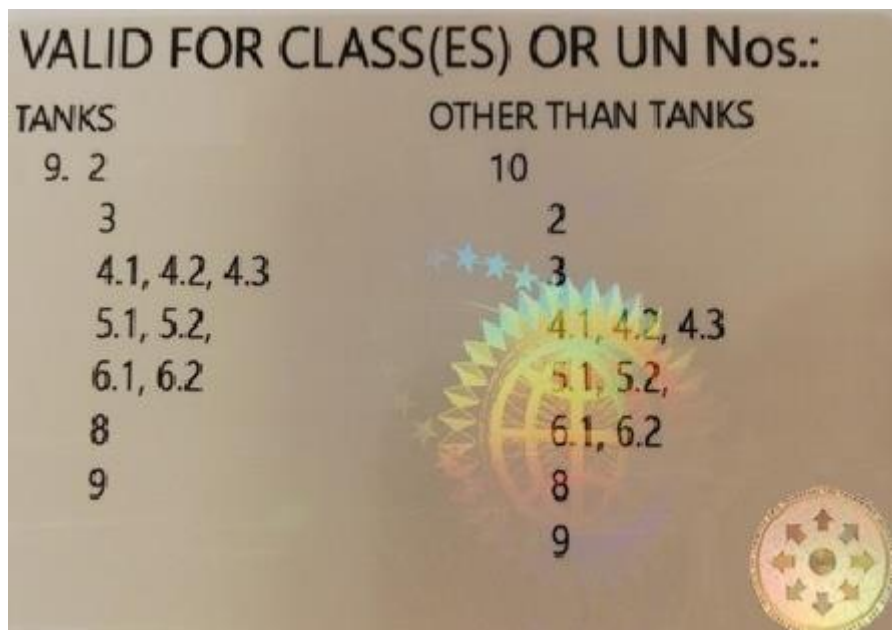 VALID FOR CLASS(ES) OR UN Nos.:
TANKS
9. 2
3
4.1, 4.2, 4.3
5.1, 5.2,
6.1, 6.2
8
9
OTHER THAN TANKS
10
2
3
4.1, 4.2, 4.3
5.1, 5.2,
6.1, 6.2
8
9